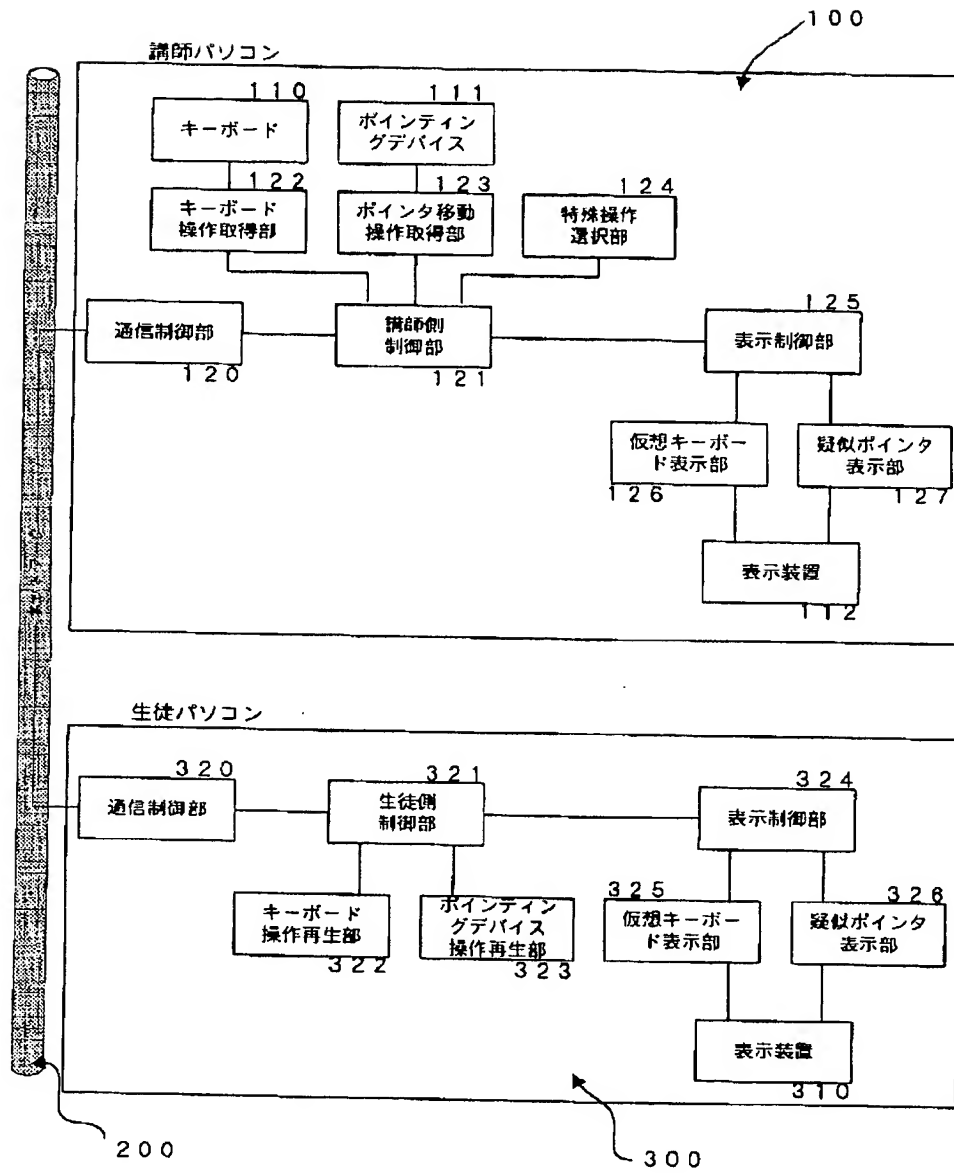 100
講師パソコン
110
キーボード
111
ポインティン
グデバイス
122
キーボード
操作取得部
123
ポインタ移動
操作取得部
124
特殊操作
選択部
通信制御部
120
講師側
制御部
121
125
表示制御部
仮想キーボー
ド表示部
126
疑似ポインタ
表示部
127
表示装置
112
生徒パソコン
320
通信制御部
321
生徒側
制御部
324
表示制御部
キーボード
操作再生部
322
ポインティン
グデバイス
操作再生部
323
325
仮想キーボー
ド表示部
326
疑似ポインタ
表示部
表示装置
310
200
300